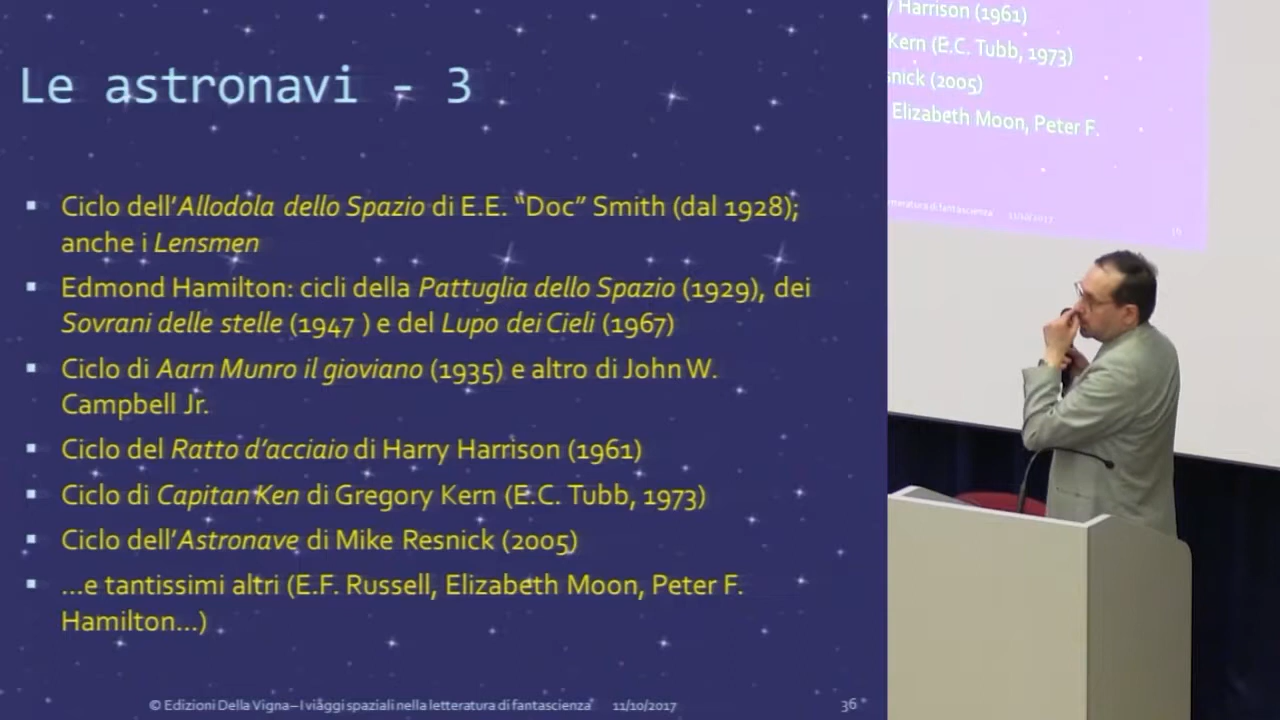 Le astronavi - 3
Ciclo dell'Allodola dello Spazio di E.E. “Doc” Smith (dal 1928);
anche i Lensmen
Edmond Hamilton: cicli della Pattuglia dello Spazio (1929), dei
Sovrani delle stelle (1947 ) e del Lupo dei Cieli (1967)
Ciclo di Aarn Munro il gioviano (1935) e altro di John W.
Campbell Jr.
Ciclo del Ratto d'acciaio di Harry Harrison (1961)
Ciclo di Capitan Ken di Gregory Kern (E.C. Tubb, 1973)
Ciclo dell'Astronave di Mike Resnick (2005)
...e tantissimi altri (E.F. Russell, Elizabeth Moon, Peter F.
Hamilton...)
© Edizioni Della Vigna – I viaggi spaziali nella letteratura di fantascienza 11/10/2017 36
Harrison (1961)
Kern (E.C. Tubb, 1973)
(2005)
Elizabeth Moon, Peter F.
di fantascienza 11/10/2017